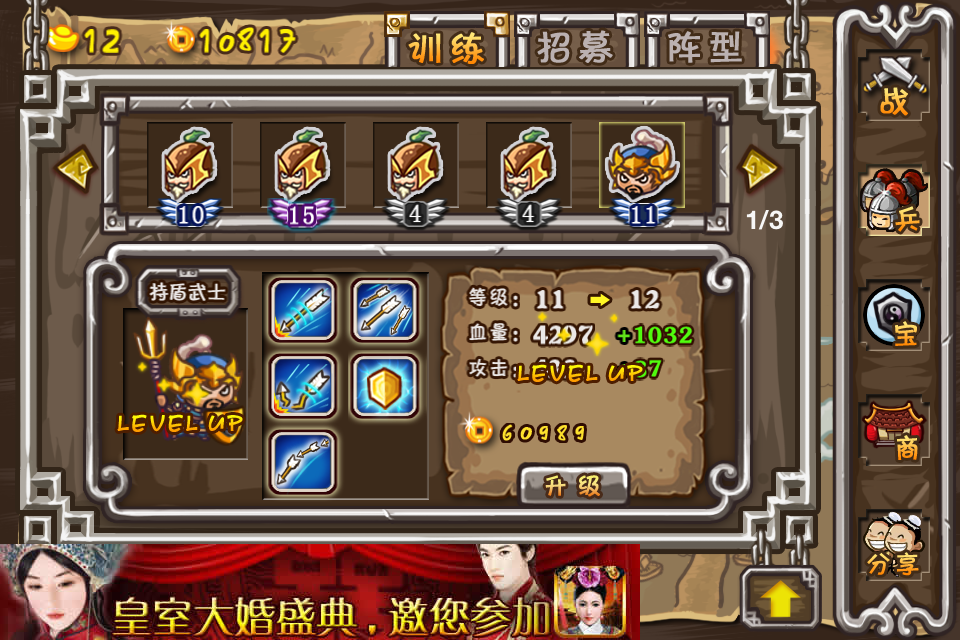 12 10817 训练 招募 阵型
战
10 15 4 4 11
1/3
兵
持盾武士
等级: 11 12
血量: 4297 +1032
攻击:
LEVEL UP
LEVEL UP
60989
升级
宝
商
分享
皇室大婚盛典，邀您参加